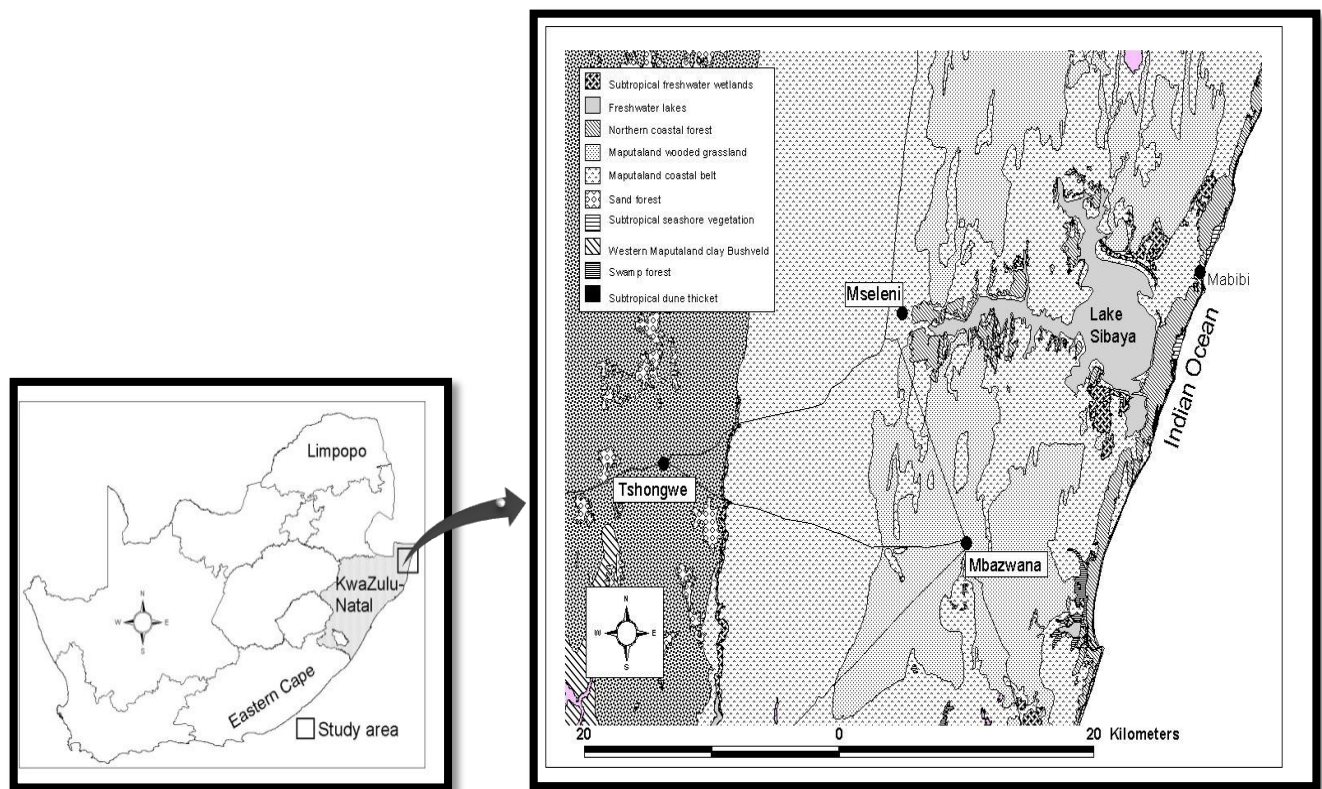 Limpopo
KwaZulu-
Natal
Eastern Cape
N
W
E
S
Study area
Subtropical freshwater wetlands
Freshwater lakes
Northern coastal forest
Maputaland wooded grassland
Maputaland coastal belt
Sand forest
Subtropical seashore vegetation
Western Maputaland clay Bushveld
Swamp forest
Subtropical dune thicket
Mseleni
Mabibi
Lake
Sibaya
Indian Ocean
Tshongwe
Mbazwana
N
W
E
S
20
0
20 Kilometers